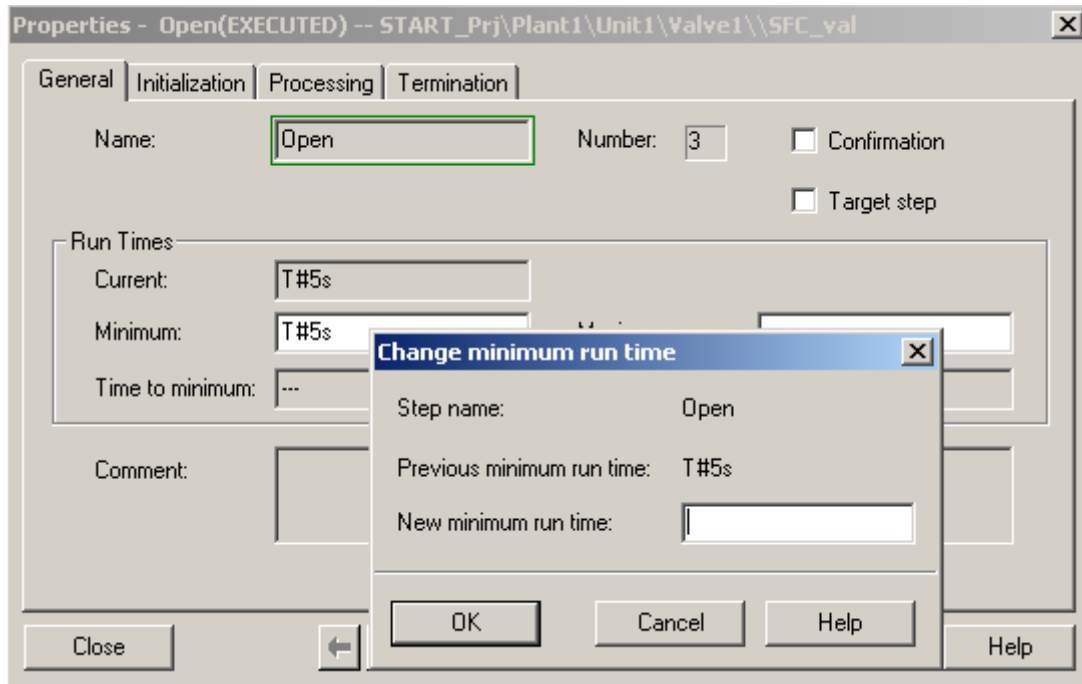 Properties - Open(EXECUTED) -- START_Prj\Plant1\Unit1\Valve1\\SFC_val
General Initialization Processing Termination
Name: Open Number: 3 Confirmation
Target step
Run Times
Current: T#5s
Minimum: T#5s
Time to minimum: ---
Comment:
Change minimum run time
Step name: Open
Previous minimum run time: T#5s
New minimum run time:
OK Cancel Help
Close Help